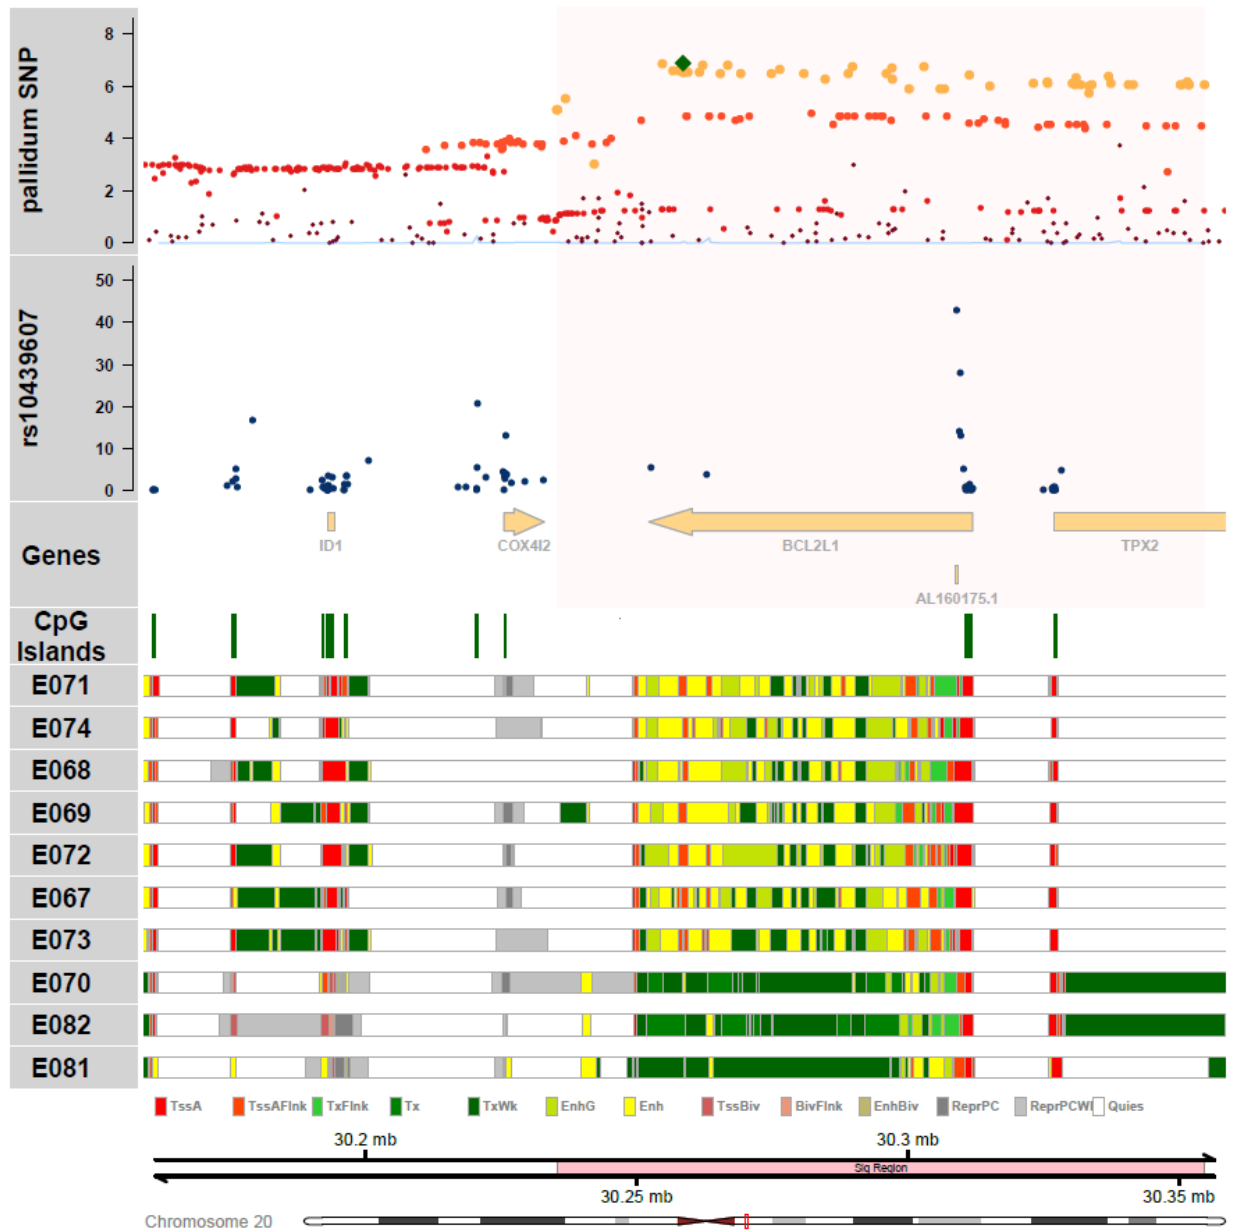 pallidum SNP
8
6
4
2
0
rs10439607
50
40
30
20
10
0
Genes
ID1
COX4I2
BCL2L1
TPX2
AL160175.1
CpG
Islands
E071
E074
E068
E069
E072
E067
E073
E070
E082
E081
TssA TssAFlnk TxFlnk Tx TxWk EnhG Enh TssBiv BivFlnk EnhBiv ReprPC ReprPCWl Quies
30.2 mb 30.3 mb
Sig Region
30.25 mb 30.35 mb
Chromosome 20